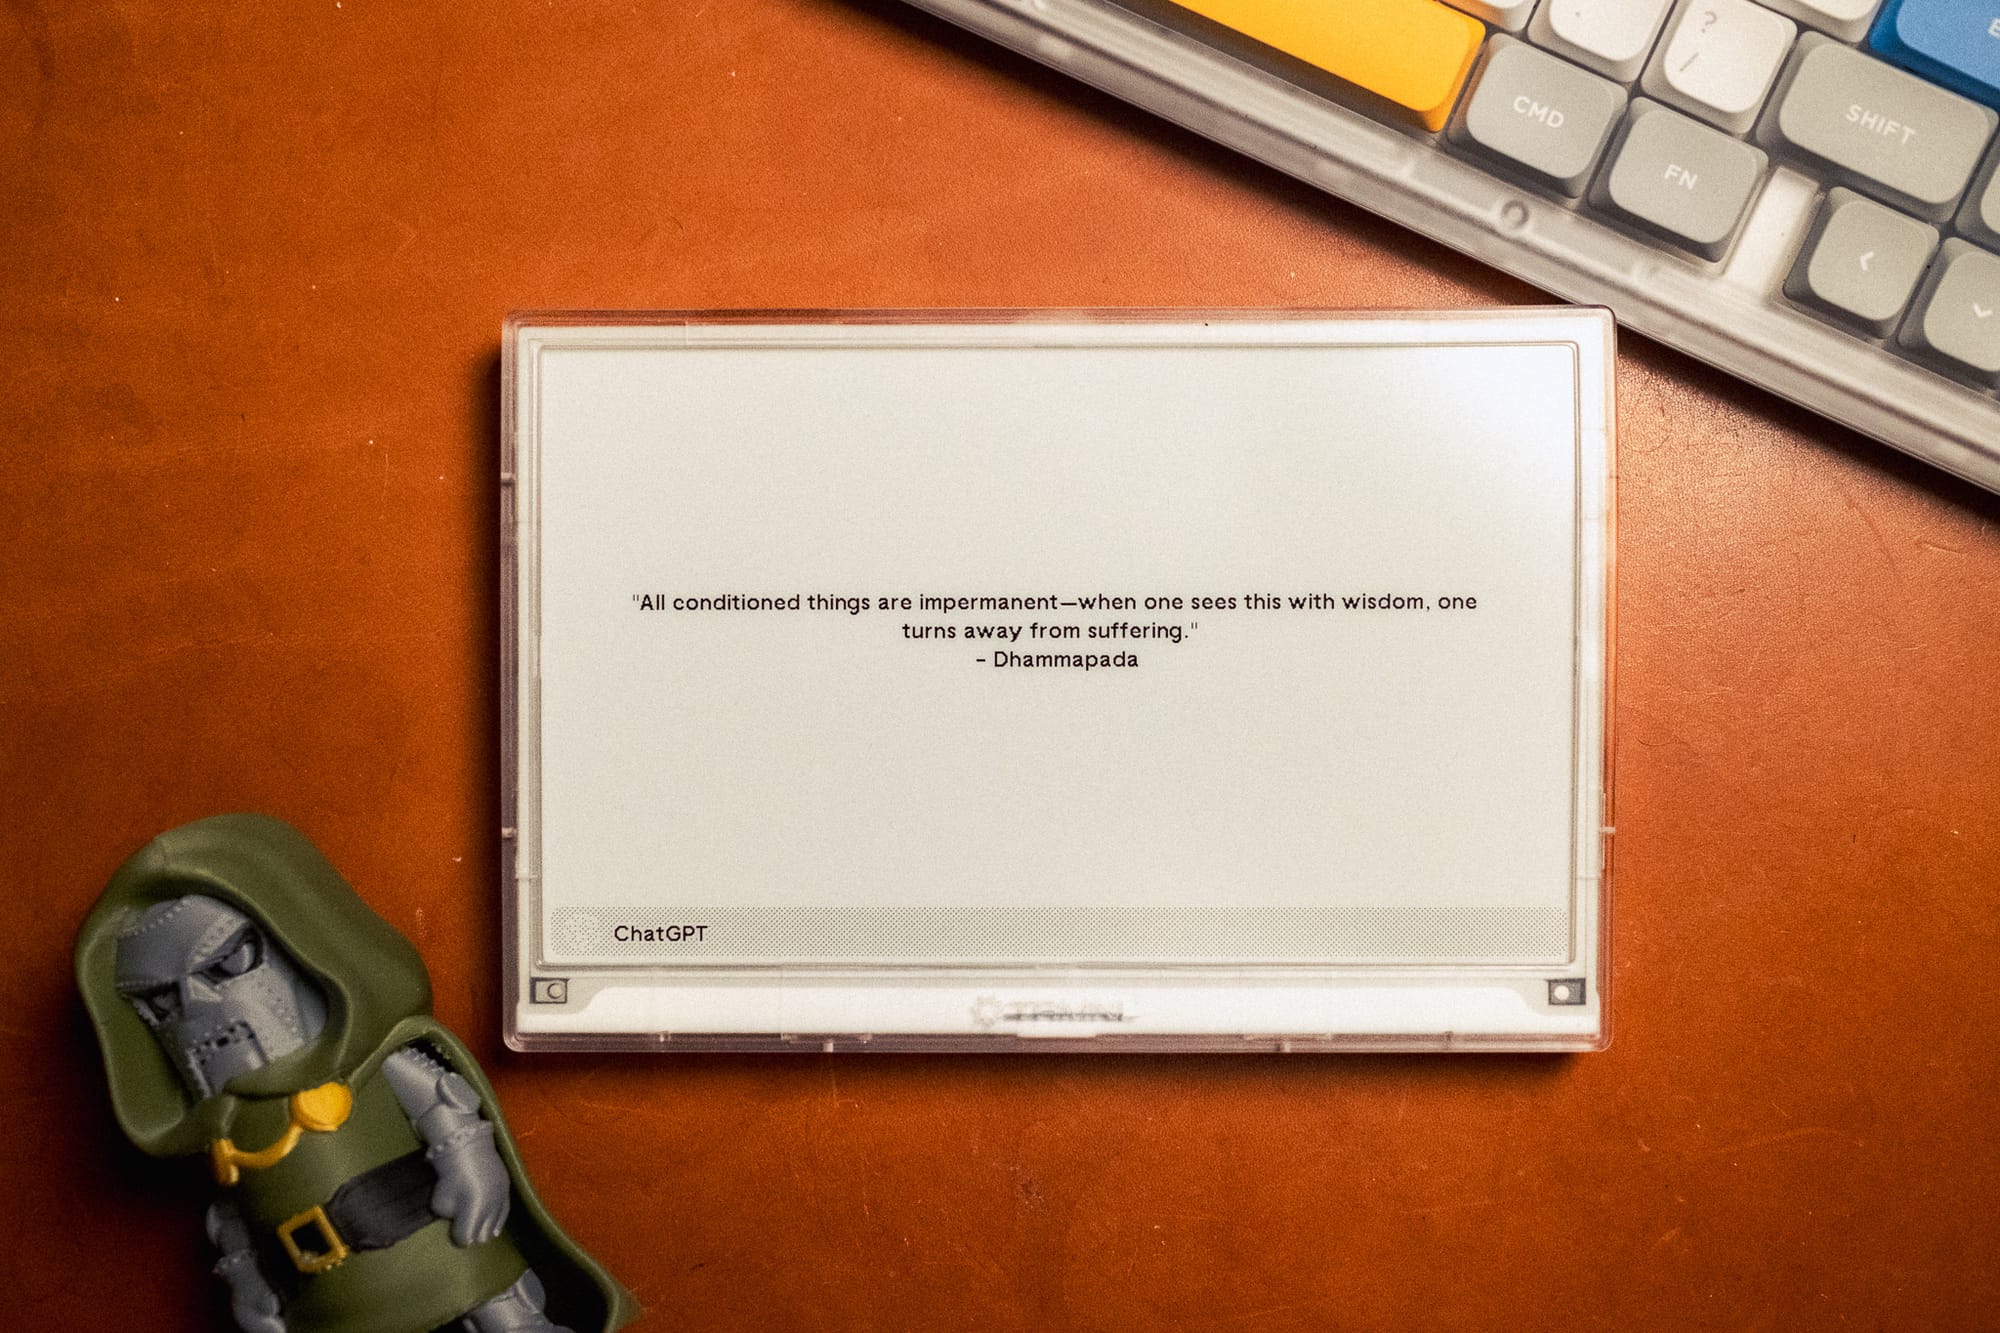 ?
/
CMD
SHIFT
FN
"All conditioned things are impermanent—when one sees this with wisdom, one
turns away from suffering."
- Dhammapada
ChatGPT